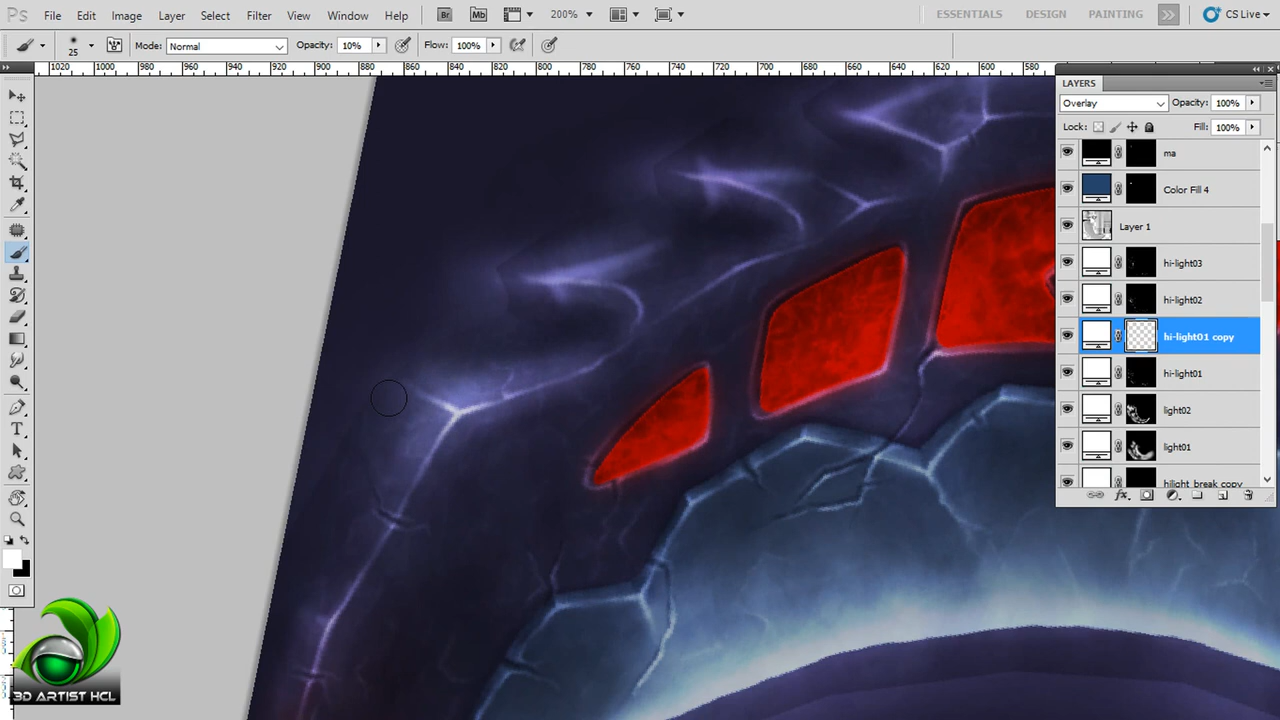 Ps File Edit Image Layer Select Filter View Window Help Br Mb 200% ESSENTIALS DESIGN PAINTING CS Live
25 Mode: Normal Opacity: 10% Flow: 100%
1020 1000 980 960 940 920 900 880 860 840 820 800 780 760 740 720 700 680 660 640 620 600 580
LAYERS
Overlay Opacity: 100%
Lock: Fill: 100%
ma
Color Fill 4
Layer 1
hi-light03
hi-light02
hi-light01 copy
hi-light01
light02
light01
hilight_break copy
fx
T
3D ARTIST HCL